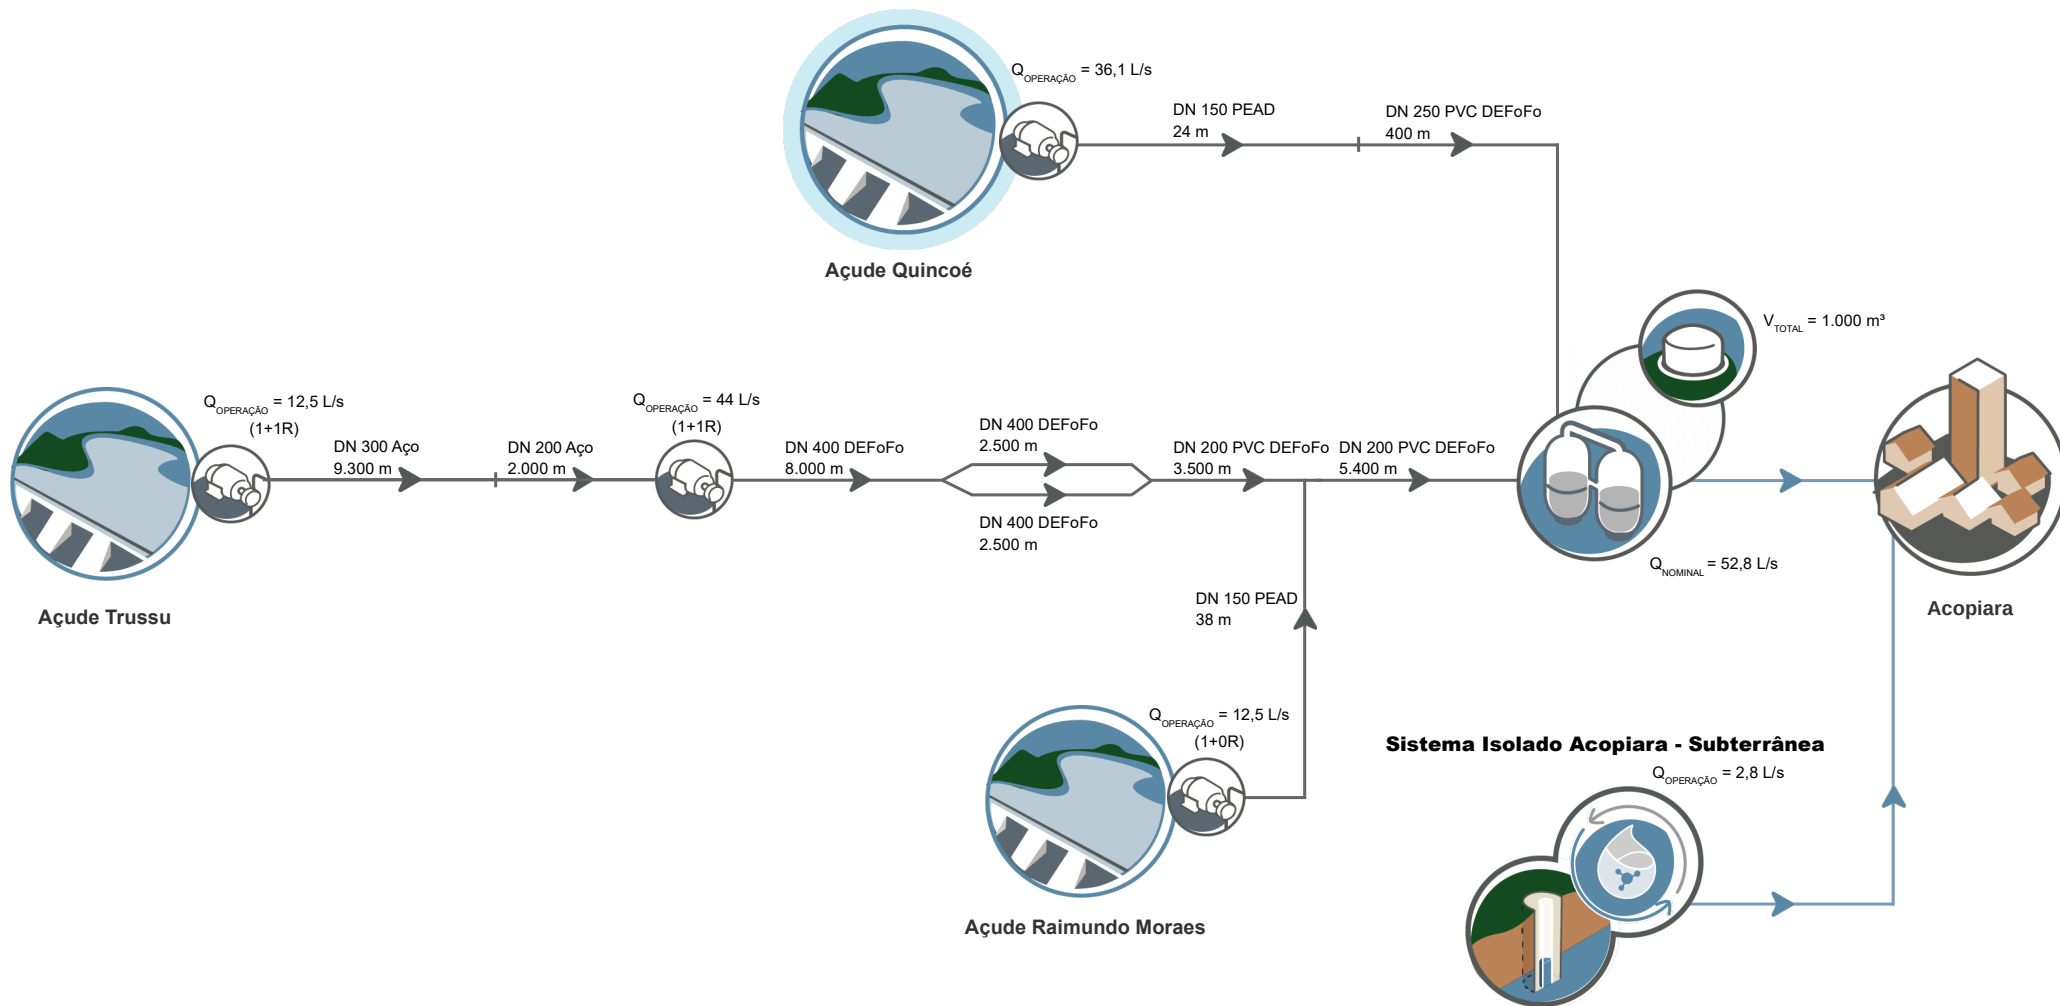 Q OPERAÇÃO = 36,1 L/s
DN 150 PEAD
24 m
DN 250 PVC DEFoFo
400 m
Açude Quincoé
V TOTAL = 1.000 m³
Q OPERAÇÃO = 12,5 L/s
(1+1R)
DN 300 Aço
9.300 m
DN 200 Aço
2.000 m
Q OPERAÇÃO = 44 L/s
(1+1R)
DN 400 DEFoFo
8.000 m
DN 400 DEFoFo
2.500 m
DN 400 DEFoFo
2.500 m
DN 200 PVC DEFoFo
3.500 m
DN 200 PVC DEFoFo
5.400 m
Q NOMINAL = 52,8 L/s
Açude Trussu
Acopiara
DN 150 PEAD
38 m
Q OPERAÇÃO = 12,5 L/s
(1+0R)
Açude Raimundo Moraes
Sistema Isolado Acopiara - Subterrânea
Q OPERAÇÃO = 2,8 L/s